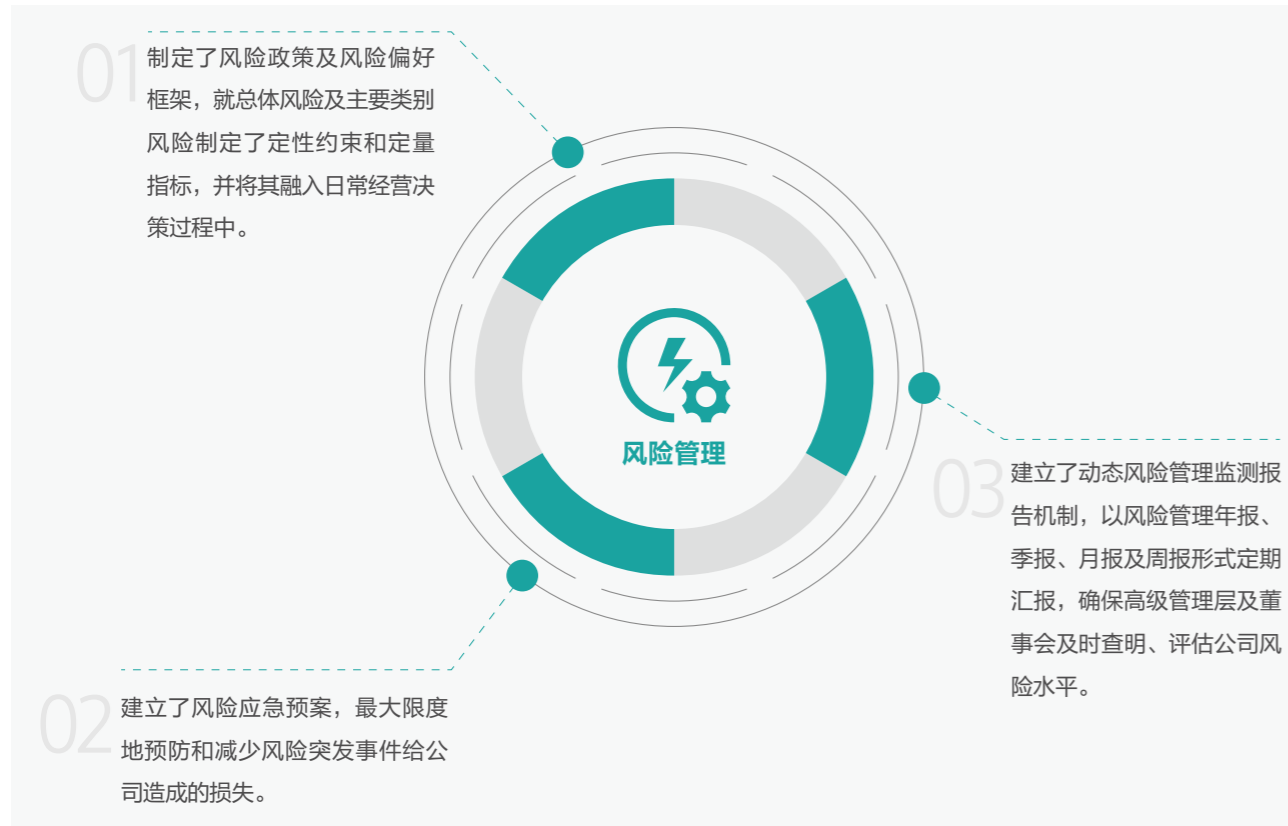 01
制定了风险政策及风险偏好
框架，就总体风险及主要类别
风险制定了定性约束和定量
指标，并将其融入日常经营决
策过程中。
风险管理
02
建立了风险应急预案，最大限度
地预防和减少风险突发事件给公
司造成的损失。
03
建立了动态风险管理监测报
告机制，以风险管理年报、
季报、月报及周报形式定期
汇报，确保高级管理层及董
事会及时查明、评估公司风
险水平。